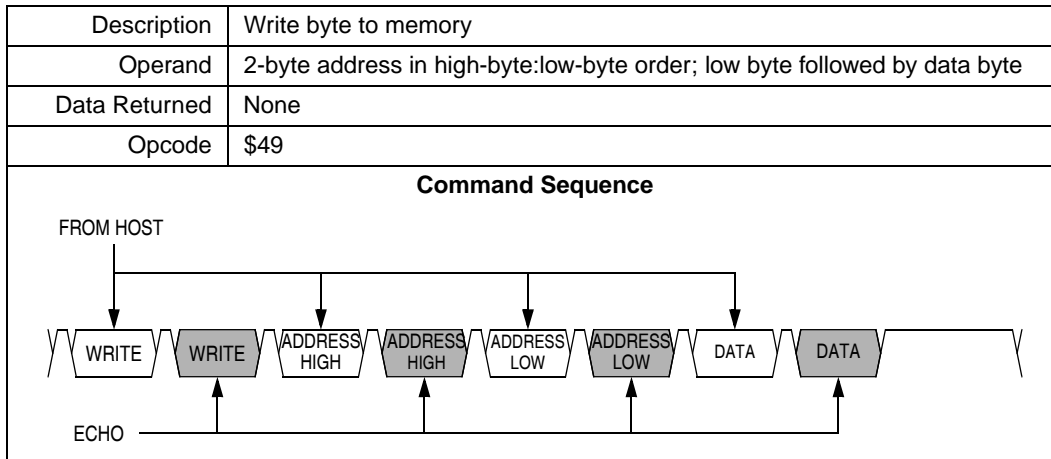 Description Write byte to memory
Operand 2-byte address in high-byte:low-byte order; low byte followed by data byte
Data Returned None
Opcode $49
Command Sequence
FROM HOST
WRITE WRITE ADDRESS HIGH ADDRESS HIGH ADDRESS LOW ADDRESS LOW DATA DATA
ECHO